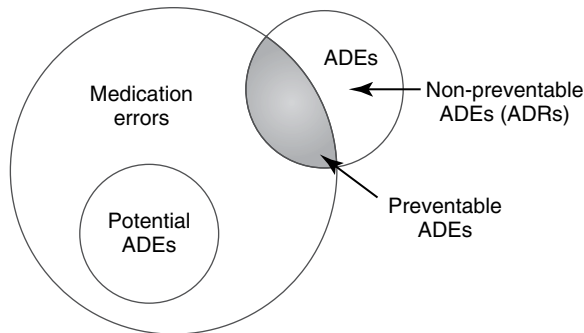 ADEs
Medication
errors
Non-preventable
ADEs (ADRs)
Potential
ADEs
Preventable
ADEs